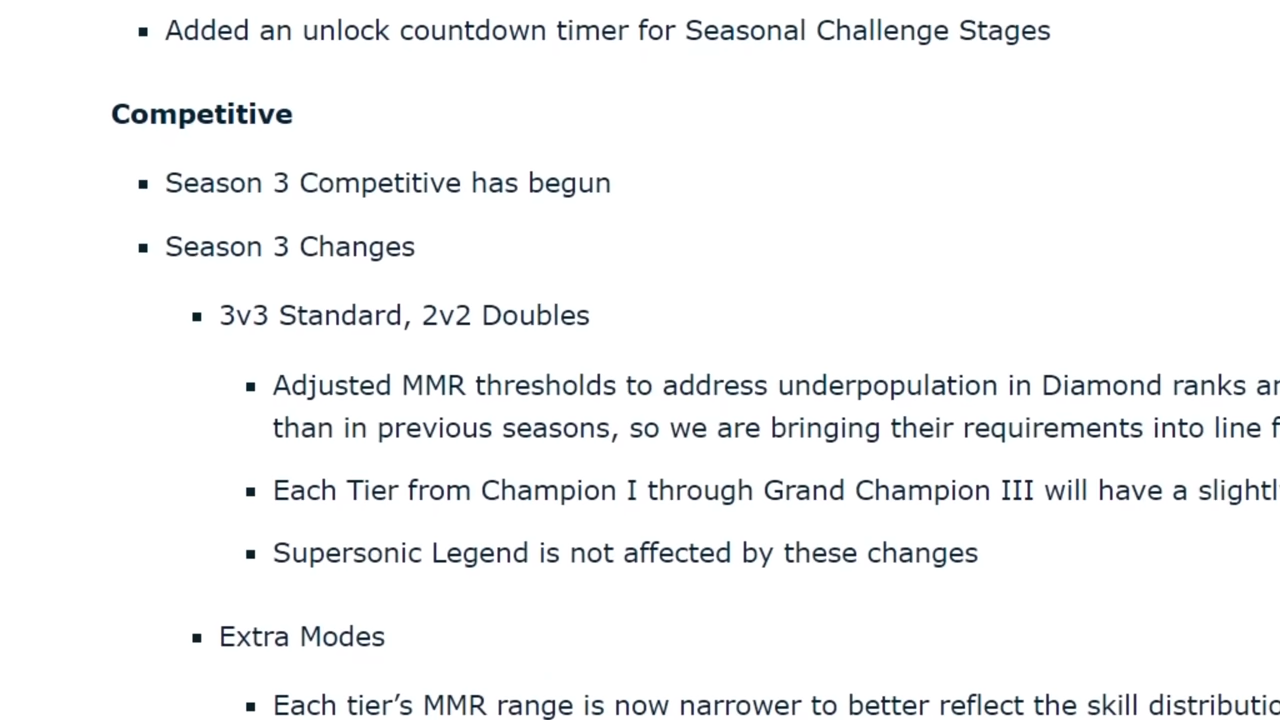 Added an unlock countdown timer for Seasonal Challenge Stages
Competitive
Season 3 Competitive has begun
Season 3 Changes
3v3 Standard, 2v2 Doubles
Adjusted MMR thresholds to address underpopulation in Diamond ranks
than in previous seasons, so we are bringing their requirements into line
Each Tier from Champion I through Grand Champion III will have a
Supersonic Legend is not affected by these changes
Extra Modes
Each tier’s MMR range is now narrower to better reflect the skill